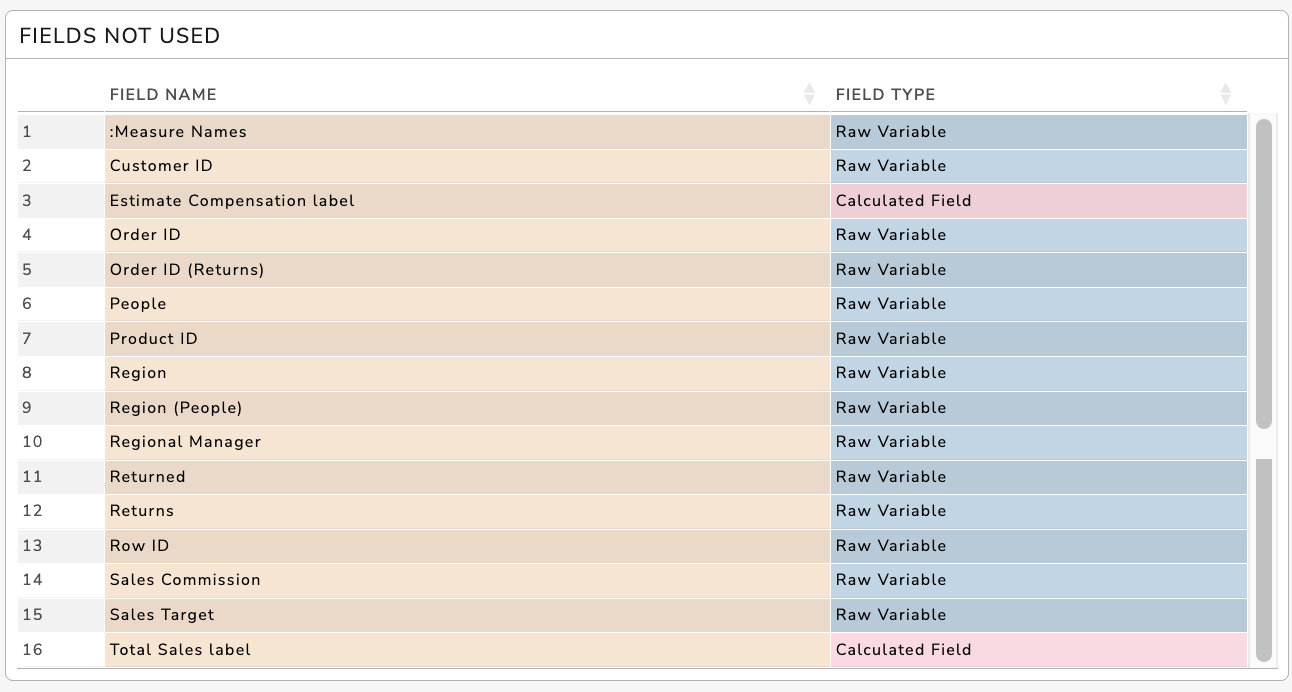 FIELDS NOT USED
FIELD NAME FIELD TYPE
1 :Measure Names Raw Variable
2 Customer ID Raw Variable
3 Estimate Compensation label Calculated Field
4 Order ID Raw Variable
5 Order ID (Returns) Raw Variable
6 People Raw Variable
7 Product ID Raw Variable
8 Region Raw Variable
9 Region (People) Raw Variable
10 Regional Manager Raw Variable
11 Returned Raw Variable
12 Returns Raw Variable
13 Row ID Raw Variable
14 Sales Commission Raw Variable
15 Sales Target Raw Variable
16 Total Sales label Calculated Field